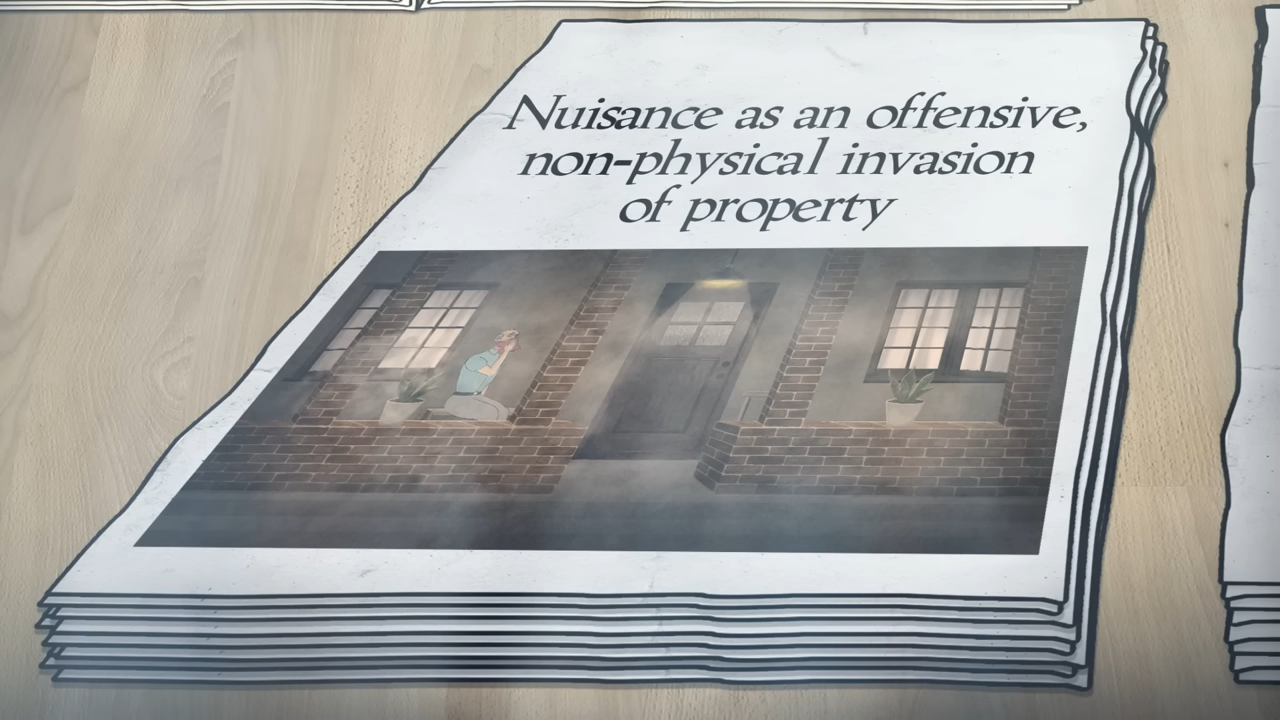 Nuisance as an offensive,
non-physical invasion
of property